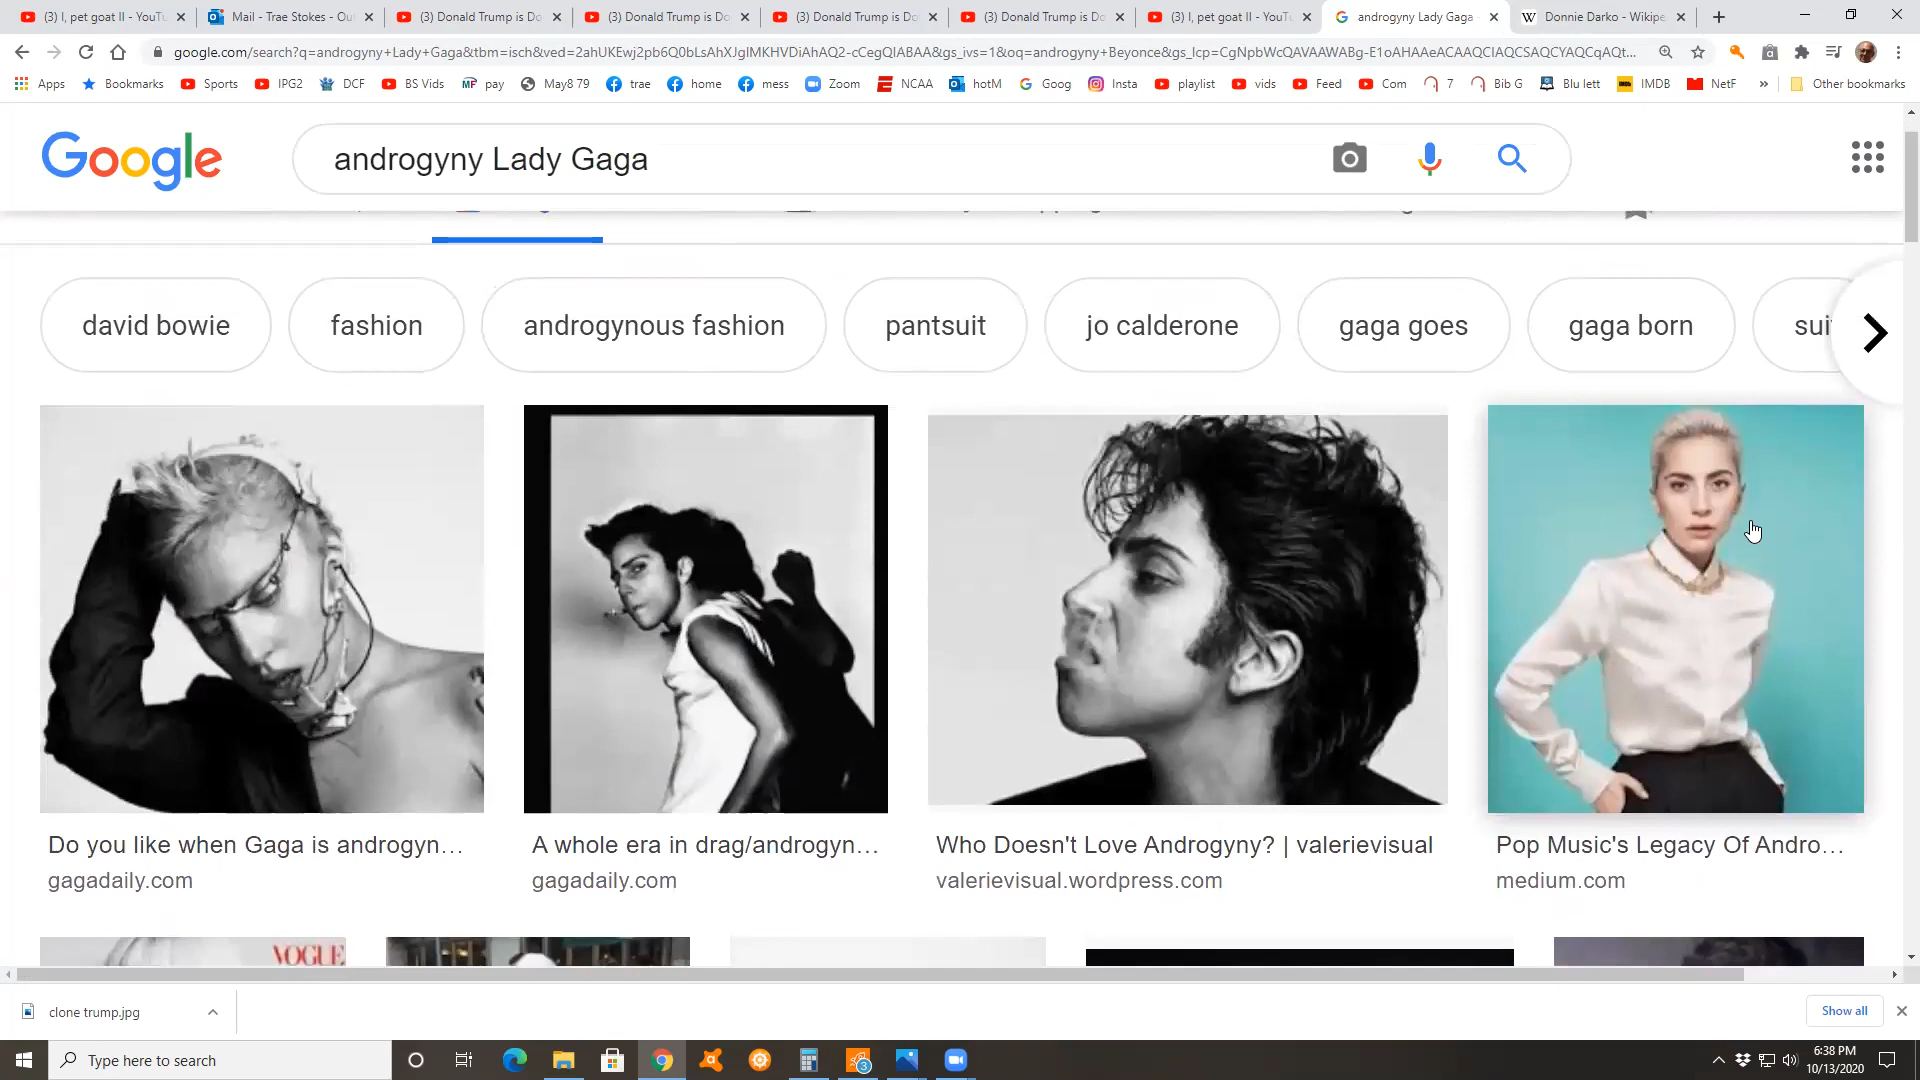 (3) I, pet goat II - YouTu
Mail - Trae Stokes - Ou
(3) Donald Trump is Do
(3) Donald Trump is Do
(3) Donald Trump is Do
(3) Donald Trump is Do
(3) I, pet goat II - YouTu
androgyny Lady Gaga
Donnie Darko - Wikipe
google.com/search?q=androgyny+Lady+Gaga&tbm=isch&ved=2ahUKEwj2pb6Q0bLsAhXJgIMKHVDiAhAQ2-cCegQIABAA&gs_ivs=1&oq=androgyny+Beyonce&gs_lcp=CgNpbWcQAVAAWABg-E1oAHAAeACAAQCIAQCSAQCYAQCqAQt...
Apps Bookmarks Sports IPG2 DCF BS Vids MF pay May8 79 trae home mess Zoom NCAA hotM Goog Insta playlist vids Feed Com 7 Bib G Blu lett IMDB NetF » Other bookmarks
Google
androgyny Lady Gaga
david bowie
fashion
androgynous fashion
pantsuit
jo calderone
gaga goes
gaga born
sui
Do you like when Gaga is androgyn...
gagadaily.com
A whole era in drag/androgyn...
gagadaily.com
Who Doesn't Love Androgyny? | valerievisual
valerievisual.wordpress.com
Pop Music's Legacy Of Andro...
medium.com
VOGUE
clone trump.jpg
Show all
Type here to search
3
6:38 PM
10/13/2020